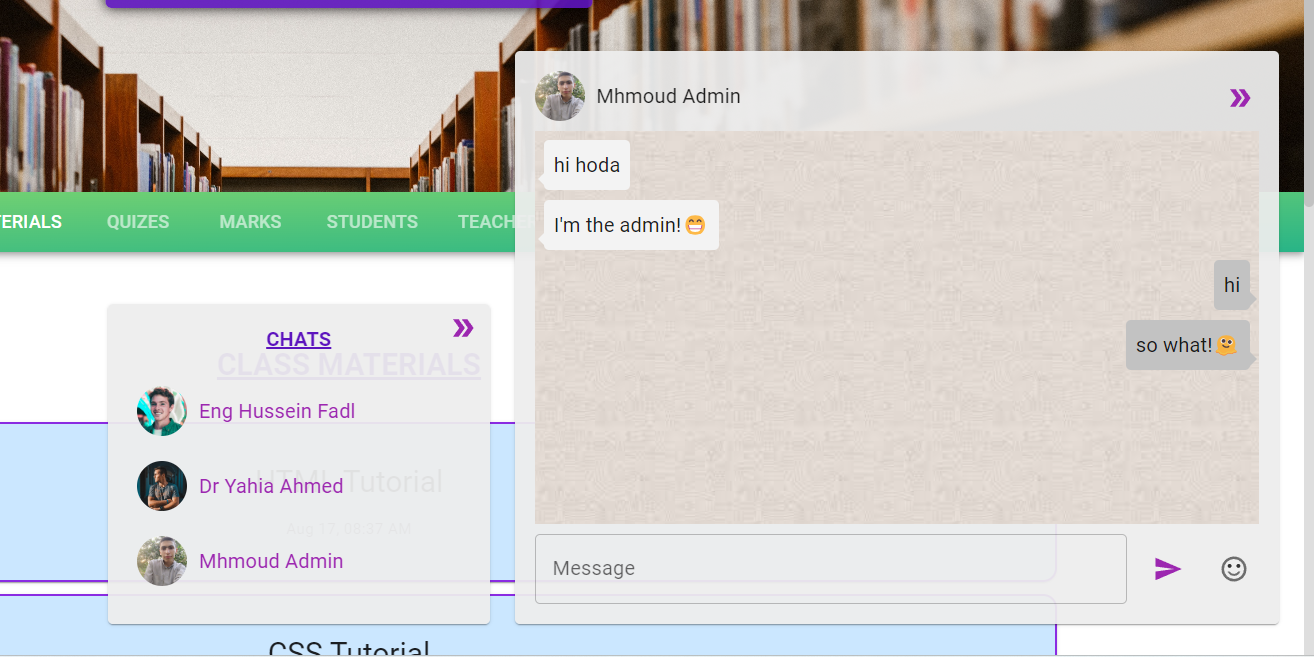 ERIALS QUIZES MARKS STUDENTS TEACHE
Mhmoud Admin
hi hoda
I'm the admin!😁
hi
so what!🫠
Message
CHATS
CLASS MATERIALS
Eng Hussein Fadl
HTML Tutorial
Dr Yahia Ahmed
Aug 17, 08:37 AM
Mhmoud Admin
CSS Tutorial